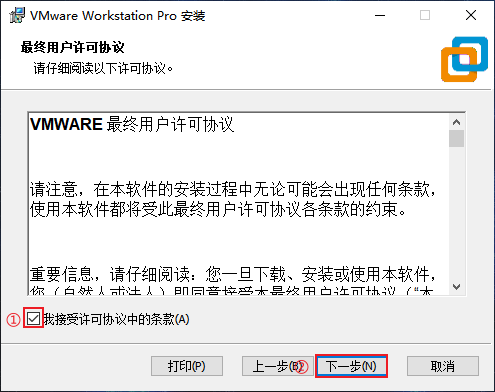 VMware Workstation Pro 安装
最终用户许可协议
请仔细阅读以下许可协议。
VMWARE 最终用户许可协议
请注意，在本软件的安装过程中无论可能会出现任何条款，
使用本软件都将受此最终用户许可协议各条款的约束。
重要信息，请仔细阅读：您一旦下载、安装或使用本软件，
您（自然人或法人）即同意接受本最终用户许可协议（“本
① 我接受许可协议中的条款(A)
打印(P) 上一步(B) ② 下一步(N) 取消